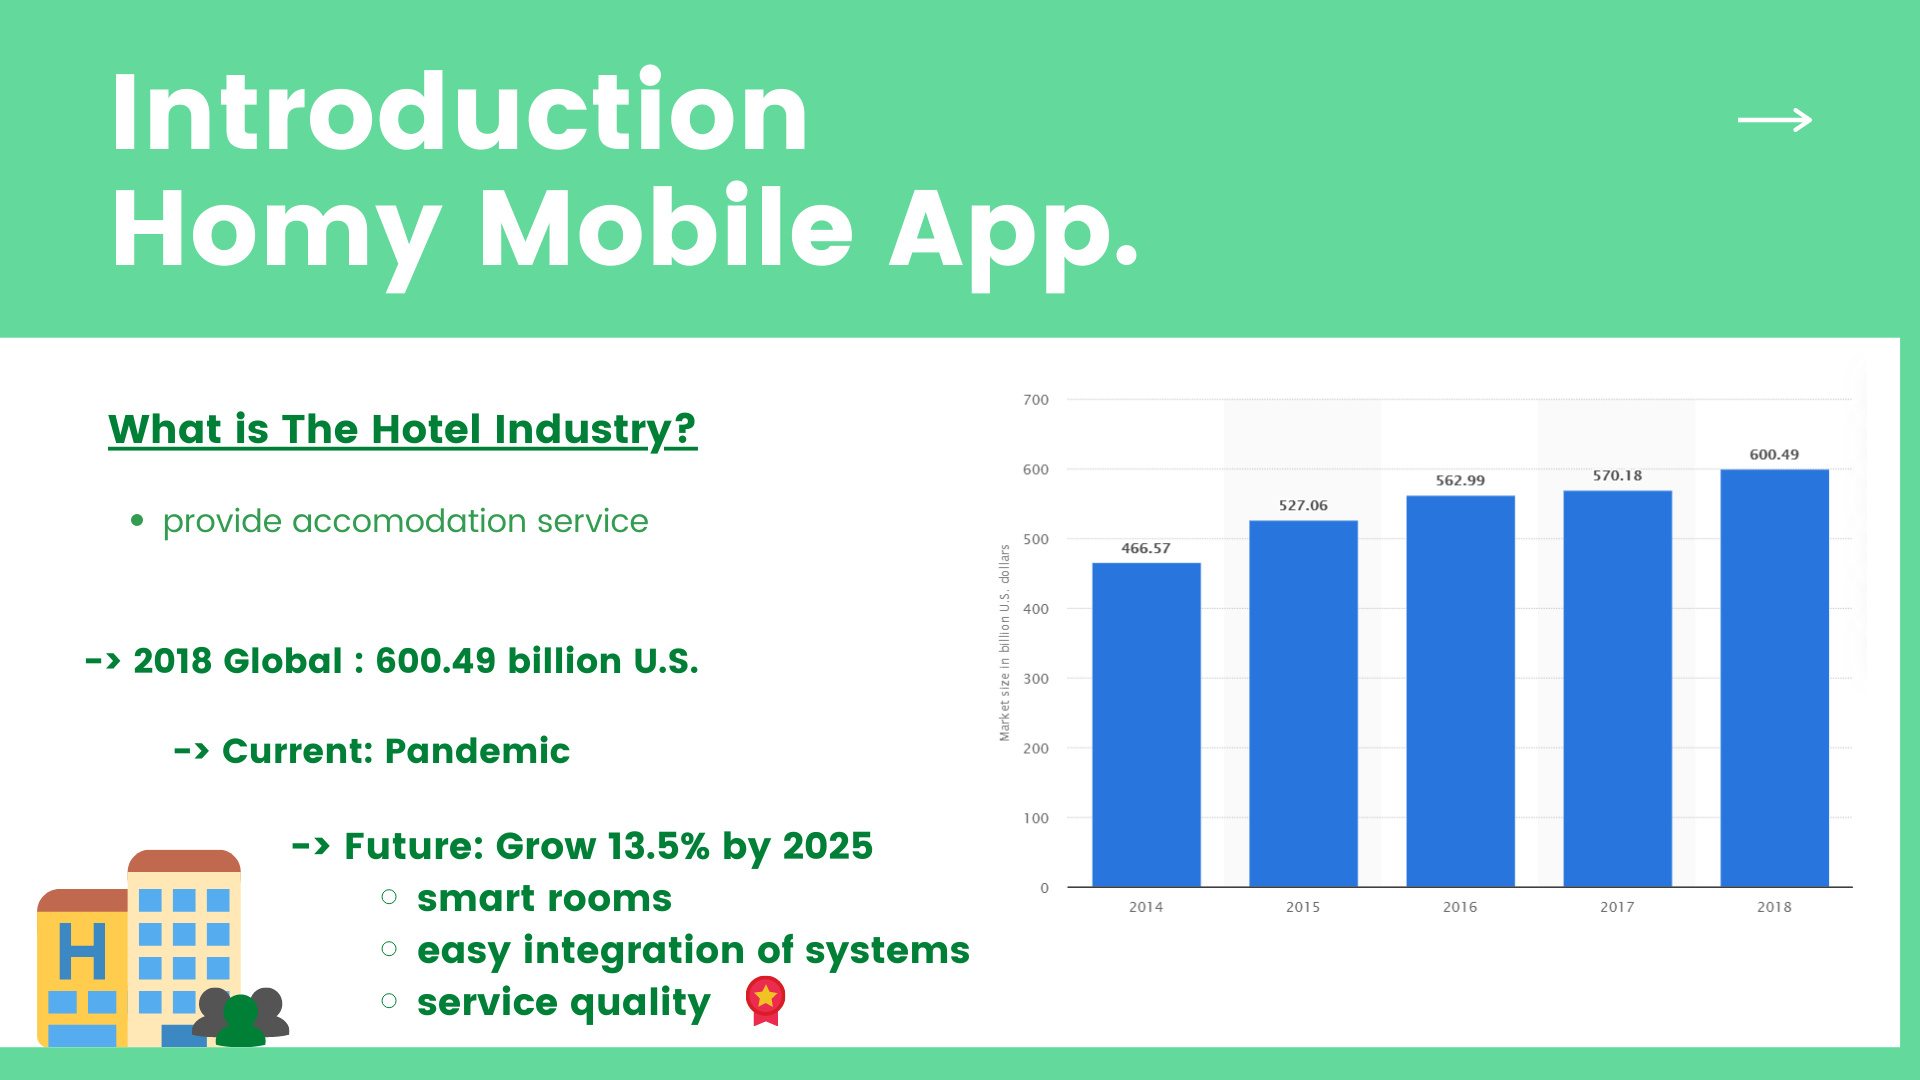 Introduction
Homy Mobile App.
What is The Hotel Industry?
provide accomodation service
-> 2018 Global : 600.49 billion U.S.
-> Current: Pandemic
-> Future: Grow 13.5% by 2025
smart rooms
easy integration of systems
service quality
H
Market size in billion U.S. dollars
700
600
500
400
300
200
100
0
466.57
527.06
562.99
570.18
600.49
2014
2015
2016
2017
2018